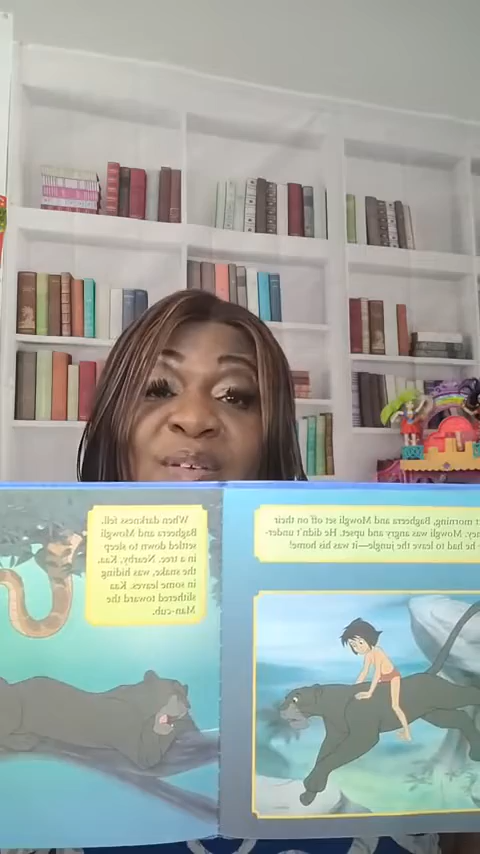 morning, Bagheera and Mowgli set off on their
Mowgli was angry and upset. He didn't under-
he had to leave the jungle—it was his home!
When darkness fell,
Bagheera and Mowgli
settled down to sleep
in a tree. Nearby, Kaa,
the snake, was hiding
in some leaves. Kaa
slithered toward the
Man-cub.